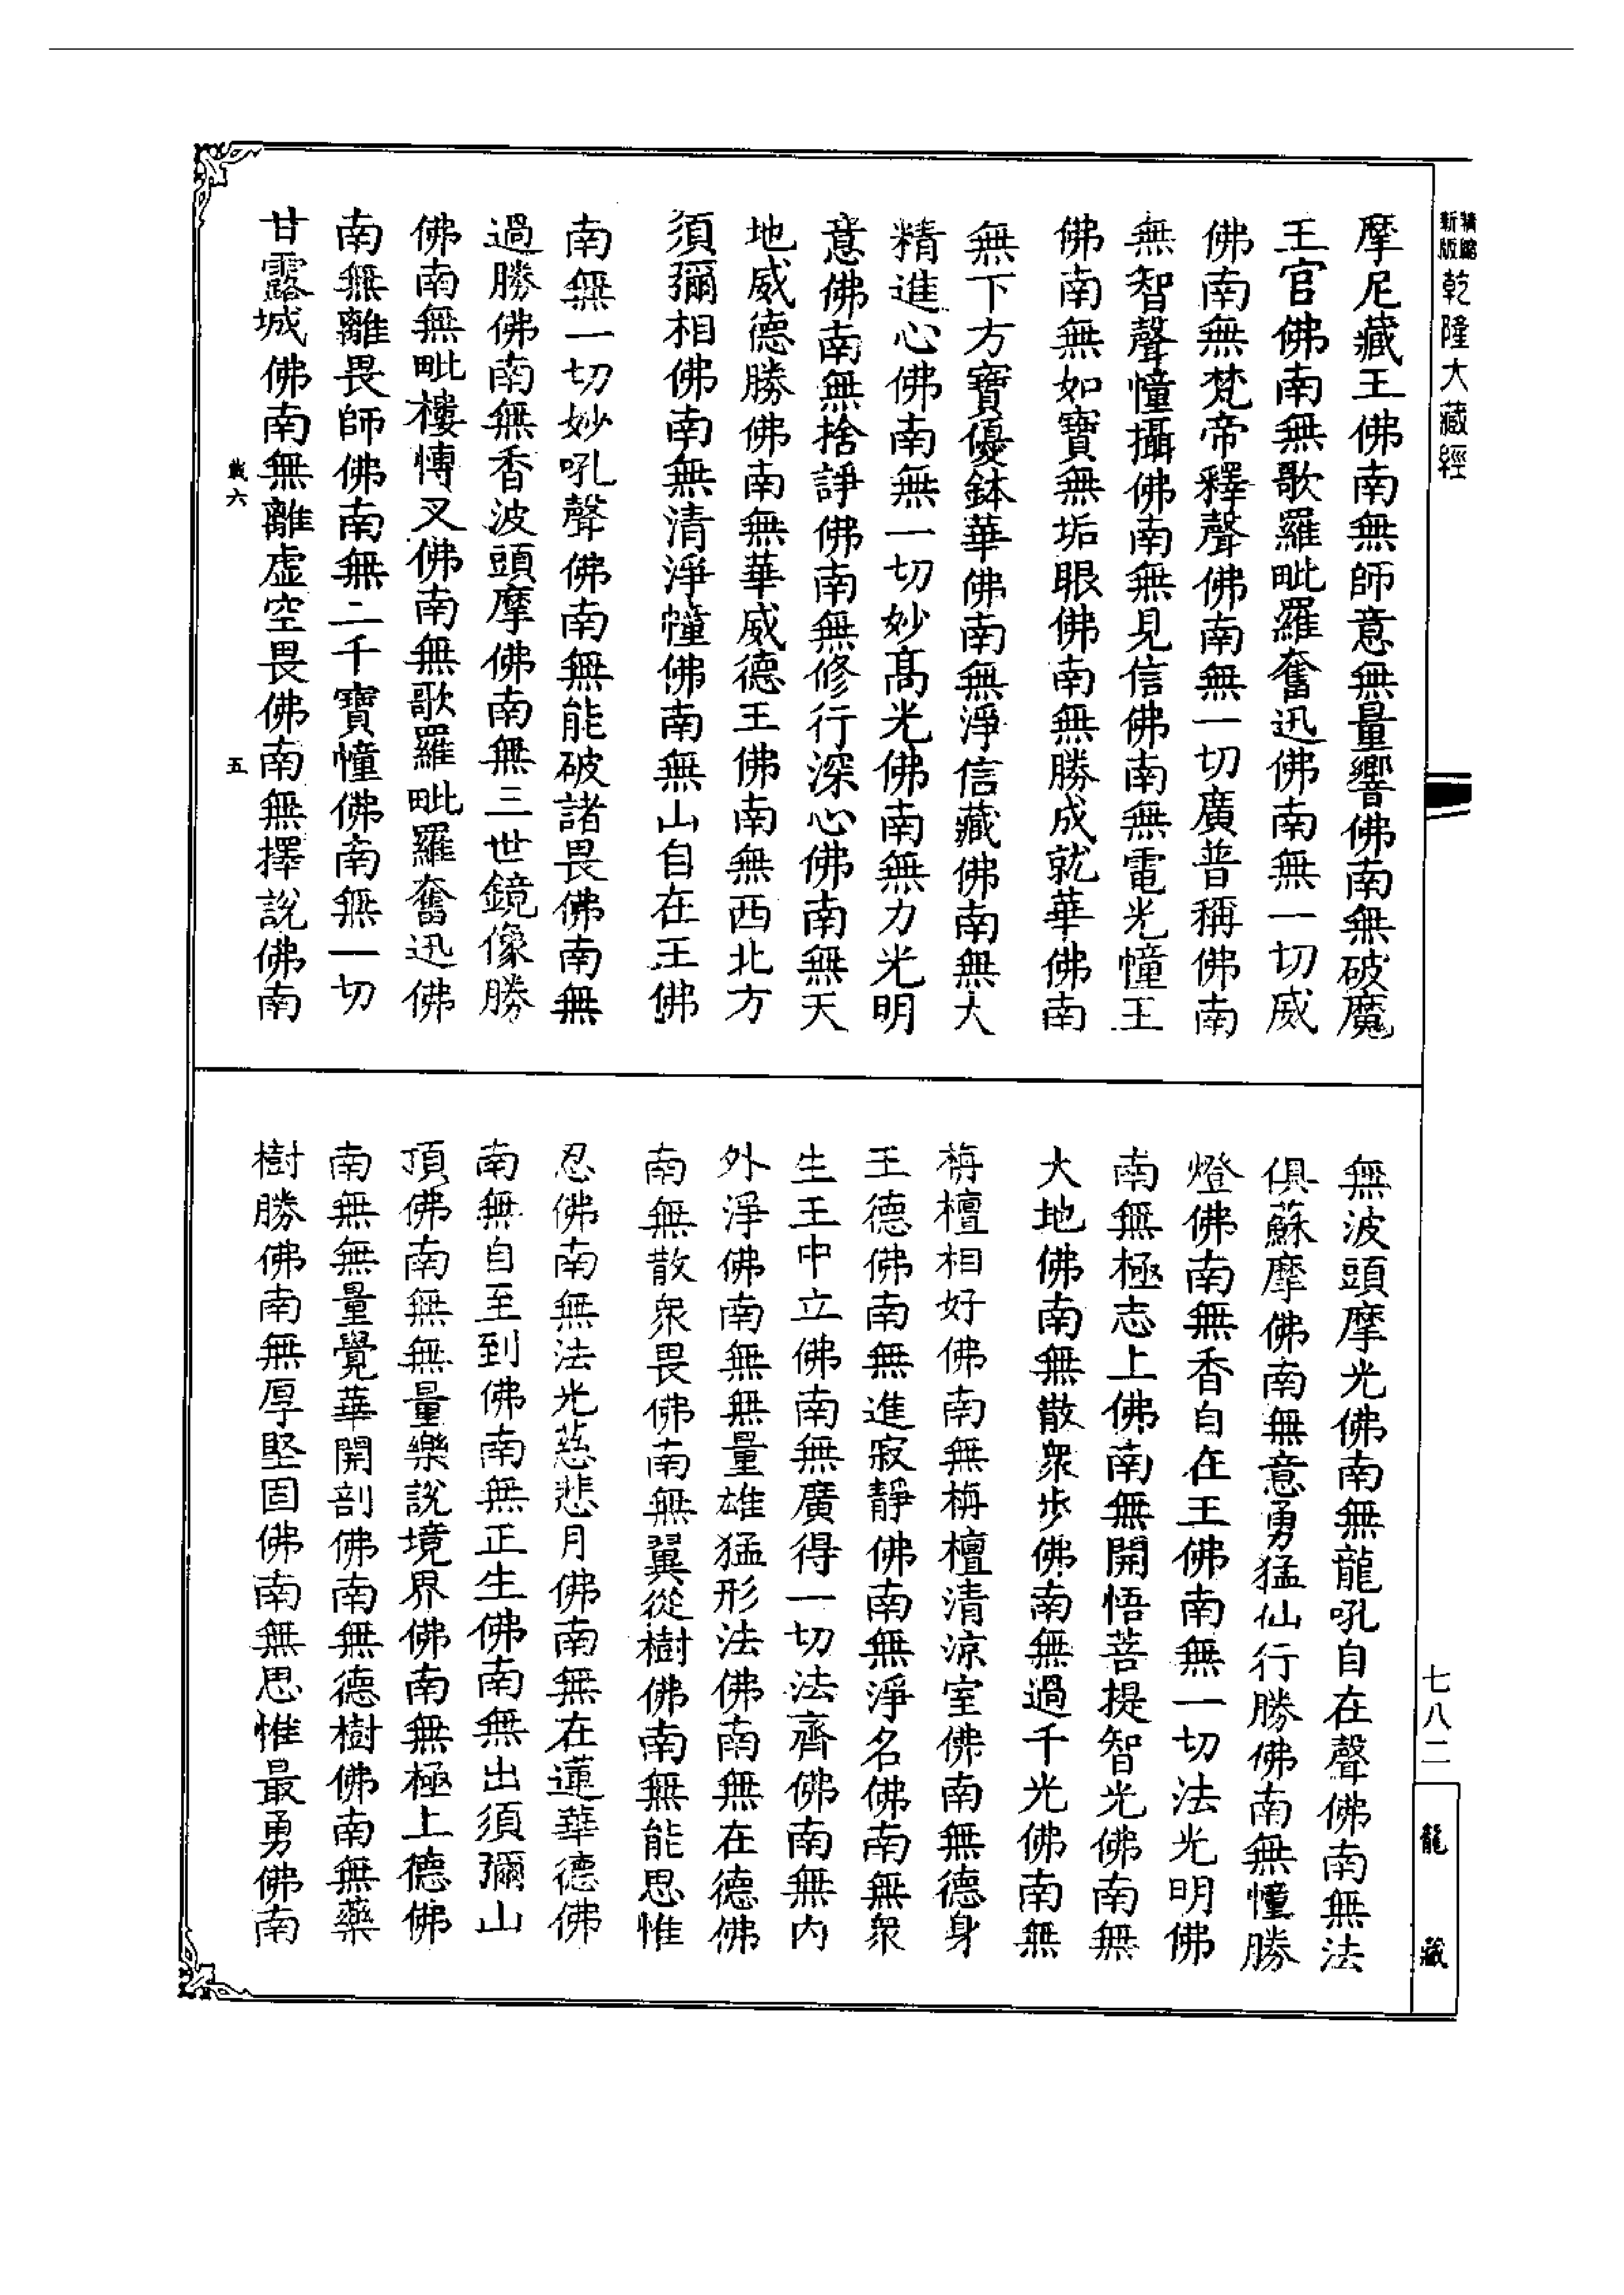 精縮新版
乾隆大藏經
摩尼藏王佛南無師意無量響佛南無破魔
王官佛南無歌羅毗羅奮迅佛南無一切威
佛南無梵帝釋聲佛南無一切廣普稱佛南
無智聲幢攝佛南無見信佛南無電光幢王
佛南無如寶無垢眼佛南無勝成就華佛南
無下方寶優鉢華佛南無淨信藏佛南無大
精進心佛南無一切妙髙光佛南無力光明
意佛南無捨諍佛南無修行深心佛南無天
地威德勝佛南無華威德王佛南無西北方
須彌相佛南無清淨幢佛南無山自在王佛
南無一切妙吼聲佛南無能破諸畏佛南無
過勝佛南無香波頭摩佛南無三世鏡像勝
佛南無毗樓愽叉佛南無歌羅毗羅奮迅佛
南無離畏師佛南無二千寶幢佛南無一切
甘露城佛南無離虛空畏佛南無擇說佛南
六
五
無波頭摩光佛南無龍吼自在聲佛南無法
俱蘇摩佛南無意勇猛仙行勝佛南無幢勝
燈佛南無香自在王佛南無一切法光明佛
南無極志上佛南無開悟菩提智光佛南無
大地佛南無散衆步佛南無過千光佛南無
栴檀相好佛南無栴檀清涼室佛南無德身
王德佛南無進寂靜佛南無淨名佛南無衆
生王中立佛南無廣得一切法齊佛南無內
外淨佛南無無量雄猛形法佛南無在德佛
南無散衆畏佛南無翼從樹佛南無能思惟
忍佛南無法光慈悲月佛南無在蓮華德佛
南無自至到佛南無正生佛南無出須彌山
頂佛南無無量樂說境界佛南無極上德佛
南無無量覺華開剖佛南無德樹佛南無藥
樹勝佛南無厚堅固佛南無思惟最勇佛南
七八二
龍藏